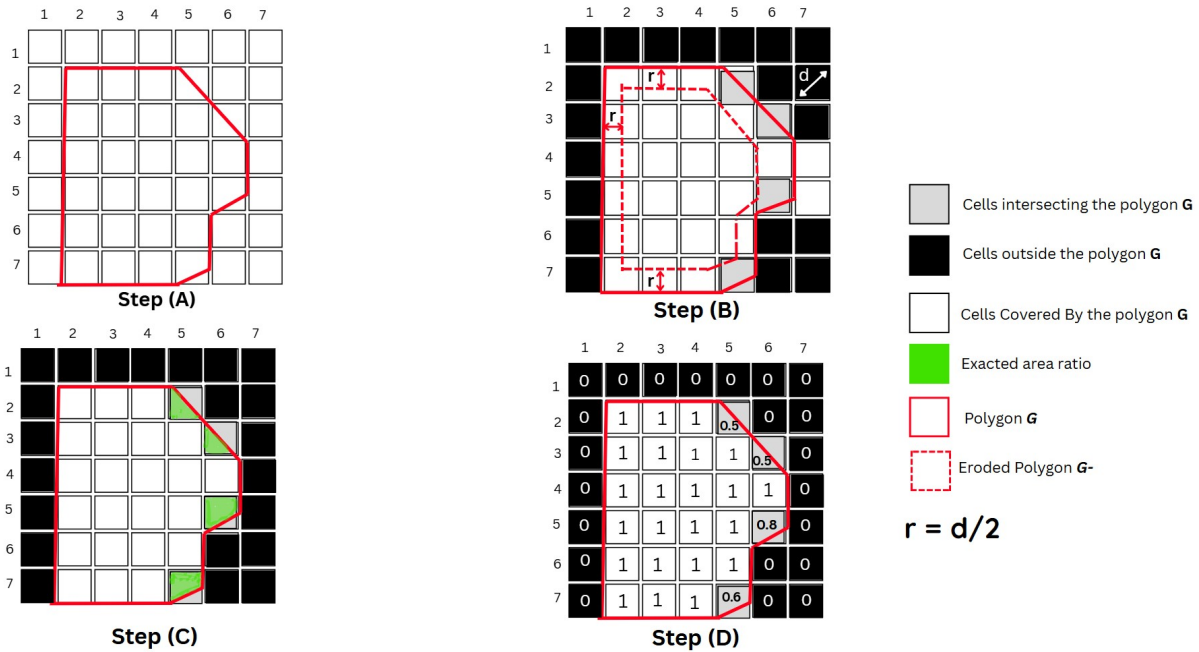 1 2 3 4 5 6 7
1
2
3
4
5
6
7
Step (A)
1 2 3 4 5 6 7
1
2 r d
3 r
4
5
6
7 r
Step (B)
1 2 3 4 5 6 7
1
2
3
4
5
6
7
Step (C)
1 2 3 4 5 6 7
1 0 0 0 0 0 0 0
2 0 1 1 1 0.5 0 0
3 0 1 1 1 1 0.5 0
4 0 1 1 1 1 1 0
5 0 1 1 1 1 0.8 0
6 0 1 1 1 1 0 0
7 0 1 1 1 0.6 0 0
Step (D)
Cells intersecting the polygon G
Cells outside the polygon G
Cells Covered By the polygon G
Exacted area ratio
Polygon G
Eroded Polygon G-
r = d/2